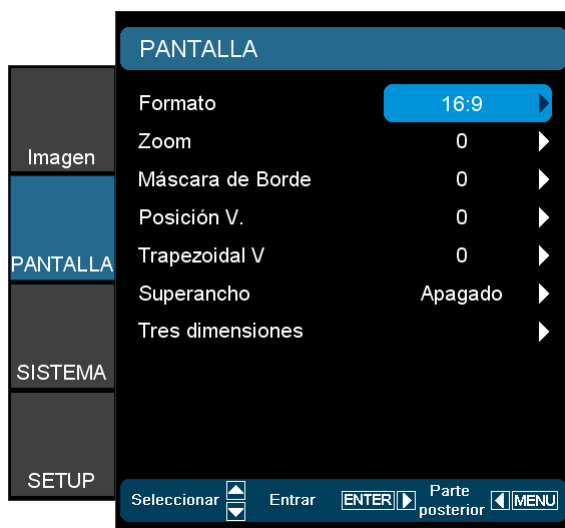 PANTALLA
Imagen
PANTALLA
SISTEMA
SETUP
Formato 16:9
Zoom 0
Máscara de Borde 0
Posición V. 0
Trapezoidal V 0
Superancho Apagado
Tres dimensiones
Seleccionar Entrar ENTER Parte posterior MENU